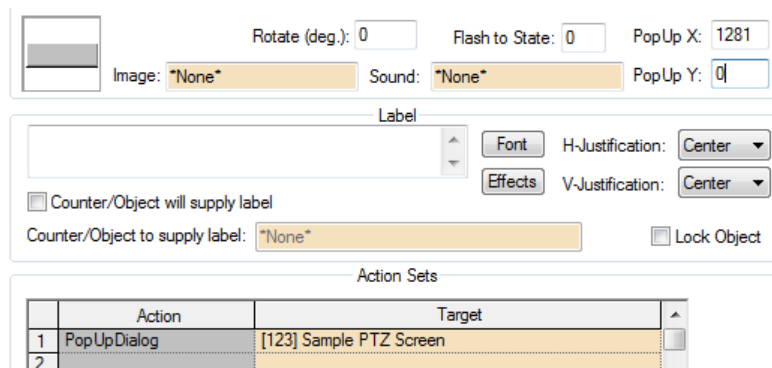 Rotate (deg.): 0 Flash to State: 0 PopUp X: 1281
Image: *None* Sound: *None* PopUp Y: 0
Label
Font H-Justification: Center
Effects V-Justification: Center
Counter/Object will supply label
Counter/Object to supply label: *None* Lock Object
Action Sets
Action Target
1 PopUpDialog [123] Sample PTZ Screen
2